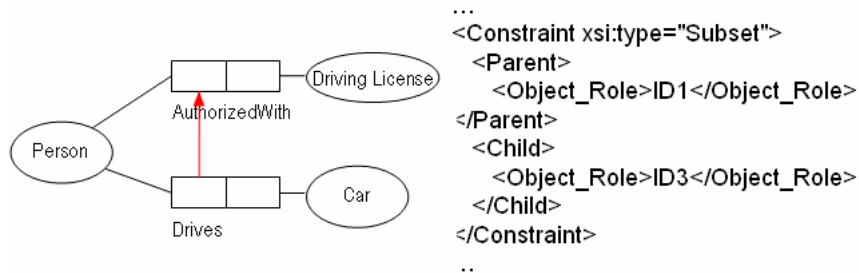 Person
AuthorizedWith
Driving License
Drives
Car
...
<Constraint xsi:type="Subset">
<Parent>
<Object_Role>ID1</Object_Role>
</Parent>
<Child>
<Object_Role>ID3</Object_Role>
</Child>
</Constraint>
..